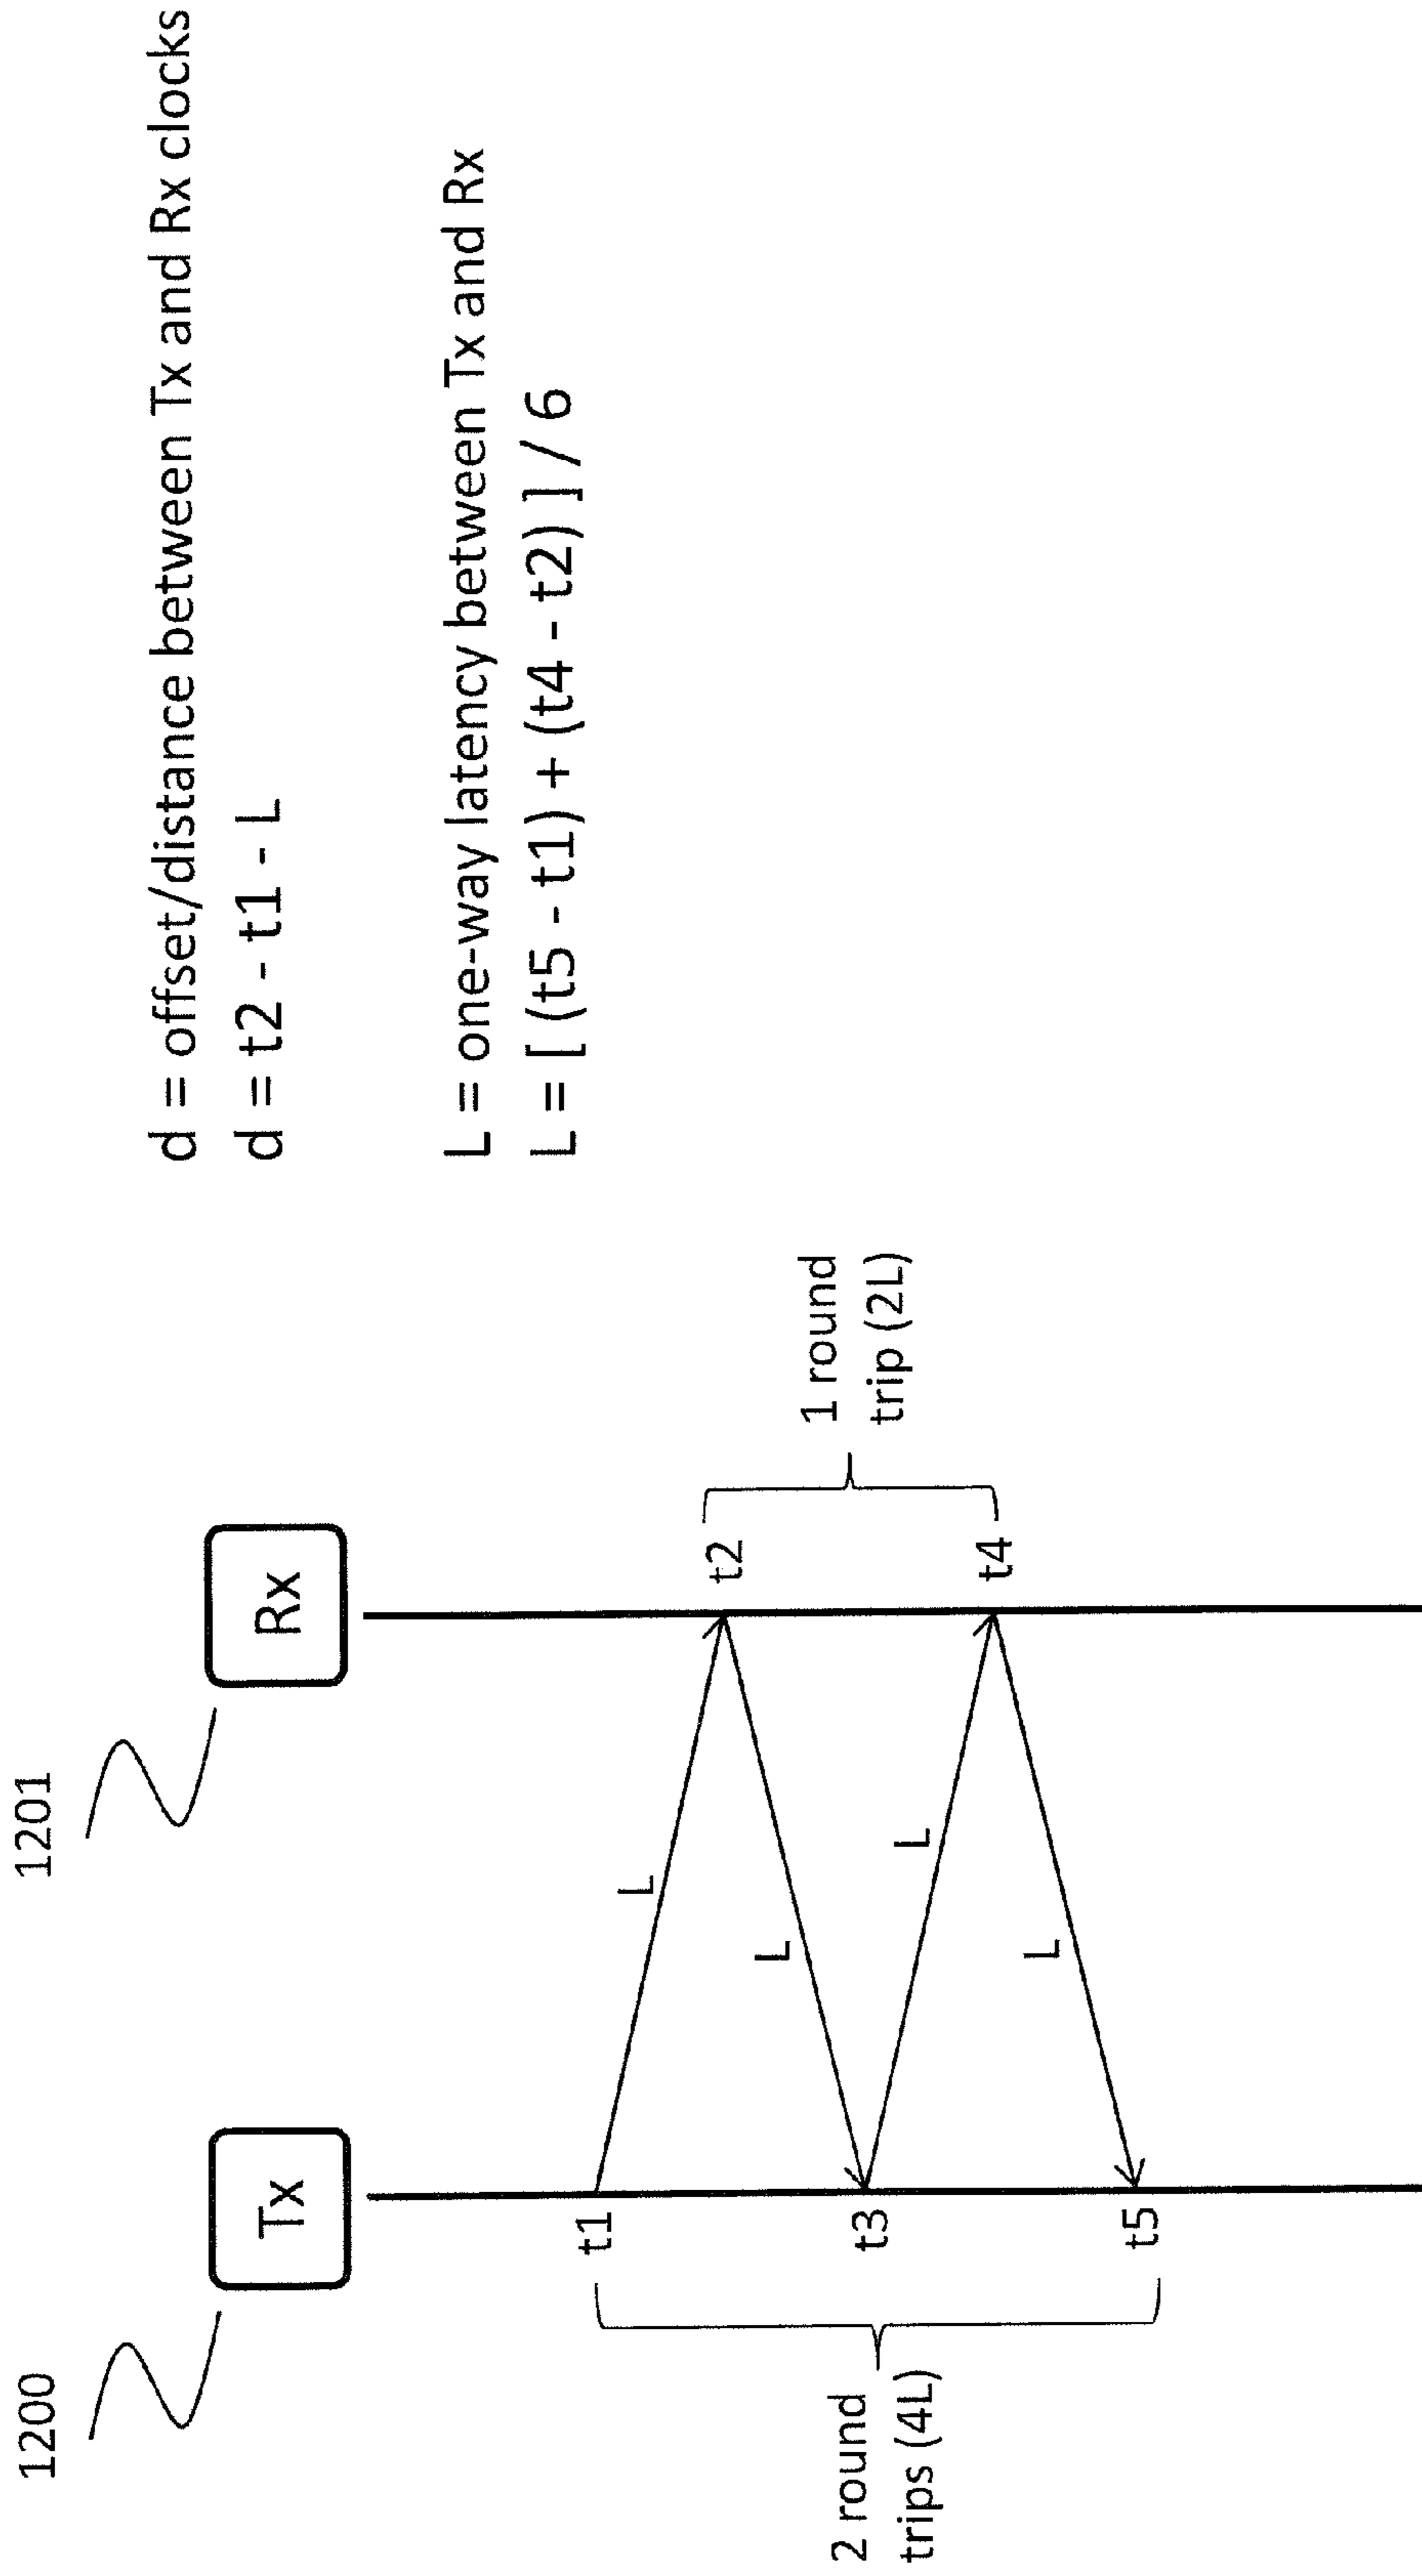 1200
1201
Tx
Rx
t1
L
t2
L
t3
L
t4
L
t5
2 round
trips (4L)
1 round
trip (2L)
d = offset/distance between Tx and Rx clocks
d = t2 - t1 - L
L = one-way latency between Tx and Rx
L = [ (t5 - t1) + (t4 - t2) ] / 6